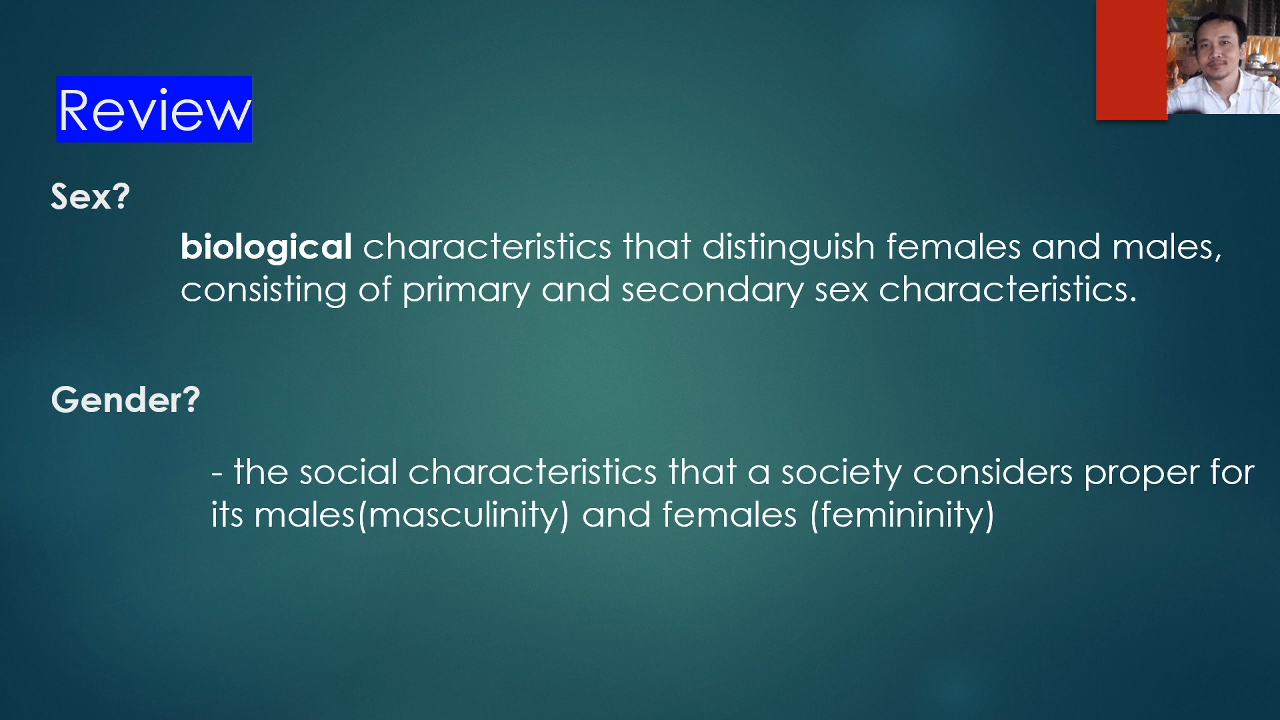 Review
Sex?
biological characteristics that distinguish females and males,
consisting of primary and secondary sex characteristics.
Gender?
- the social characteristics that a society considers proper for
its males(masculinity) and females (femininity)